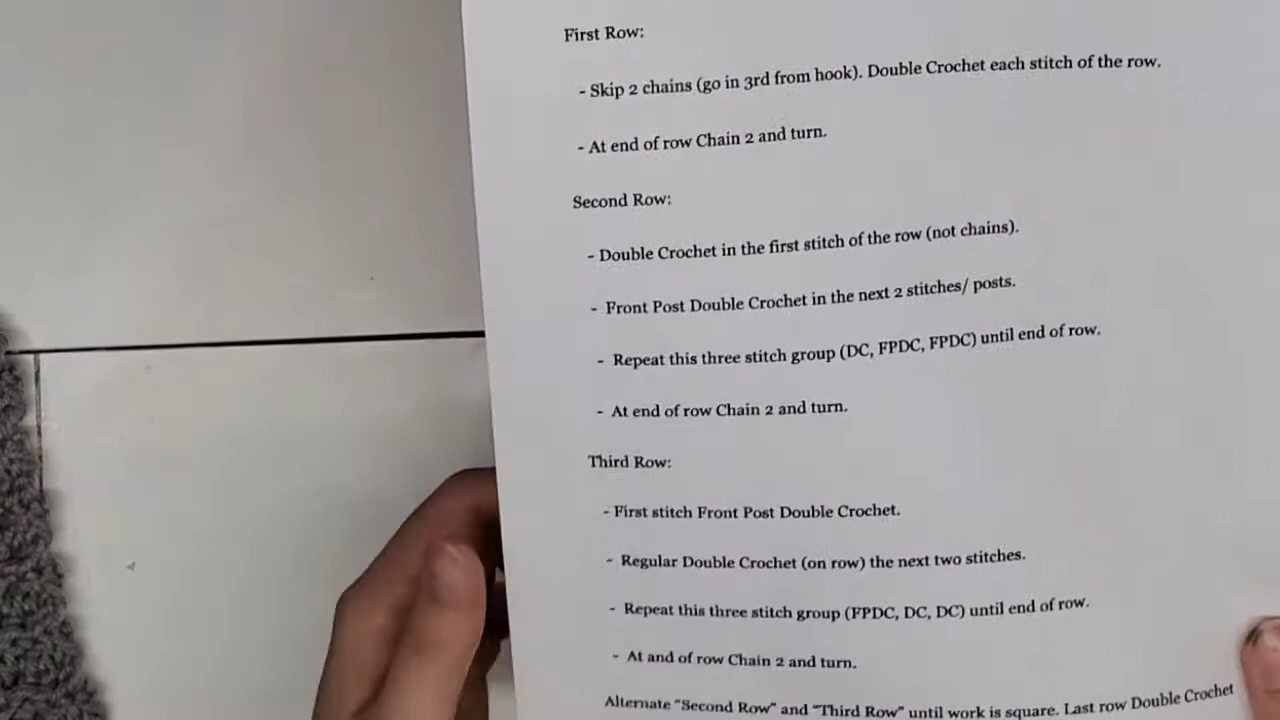 First Row:
- Skip 2 chains (go in 3rd from hook). Double Crochet each stitch of the row.
- At end of row Chain 2 and turn.
Second Row:
- Double Crochet in the first stitch of the row (not chains).
- Front Post Double Crochet in the next 2 stitches/ posts.
- Repeat this three stitch group (DC, FPDC, FPDC) until end of row.
- At end of row Chain 2 and turn.
Third Row:
- First stitch Front Post Double Crochet.
- Regular Double Crochet (on row) the next two stitches.
- Repeat this three stitch group (FPDC, DC, DC) until end of row.
- At and of row Chain 2 and turn.
Alternate “Second Row” and “Third Row” until work is square. Last row Double Crochet